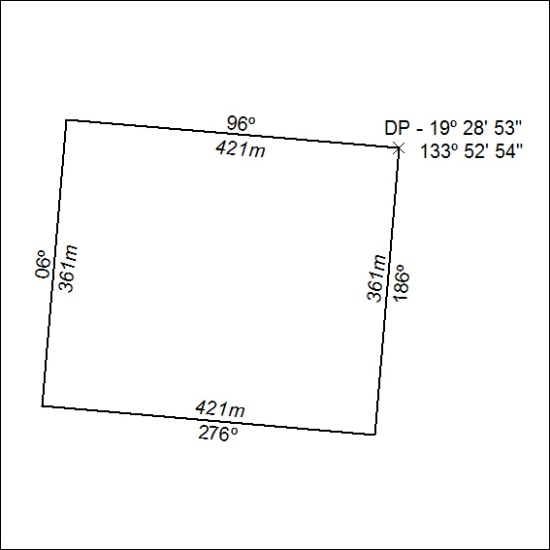 96º
421m
DP - 19º 28' 53"
133º 52' 54"
06º
361m
361m
186º
421m
276º